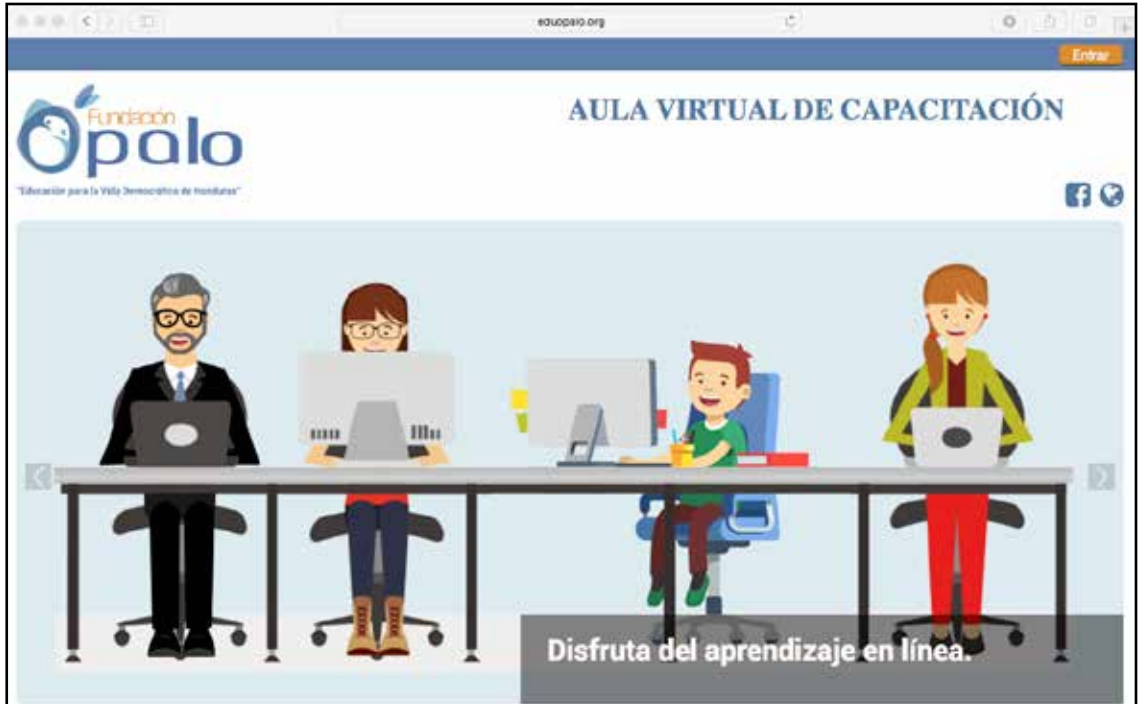 eduopalo.org
Entrar
Fundación
Ópalo
"Educación para la Vida Democrática de Honduras"
AULA VIRTUAL DE CAPACITACIÓN
Disfruta del aprendizaje en línea.